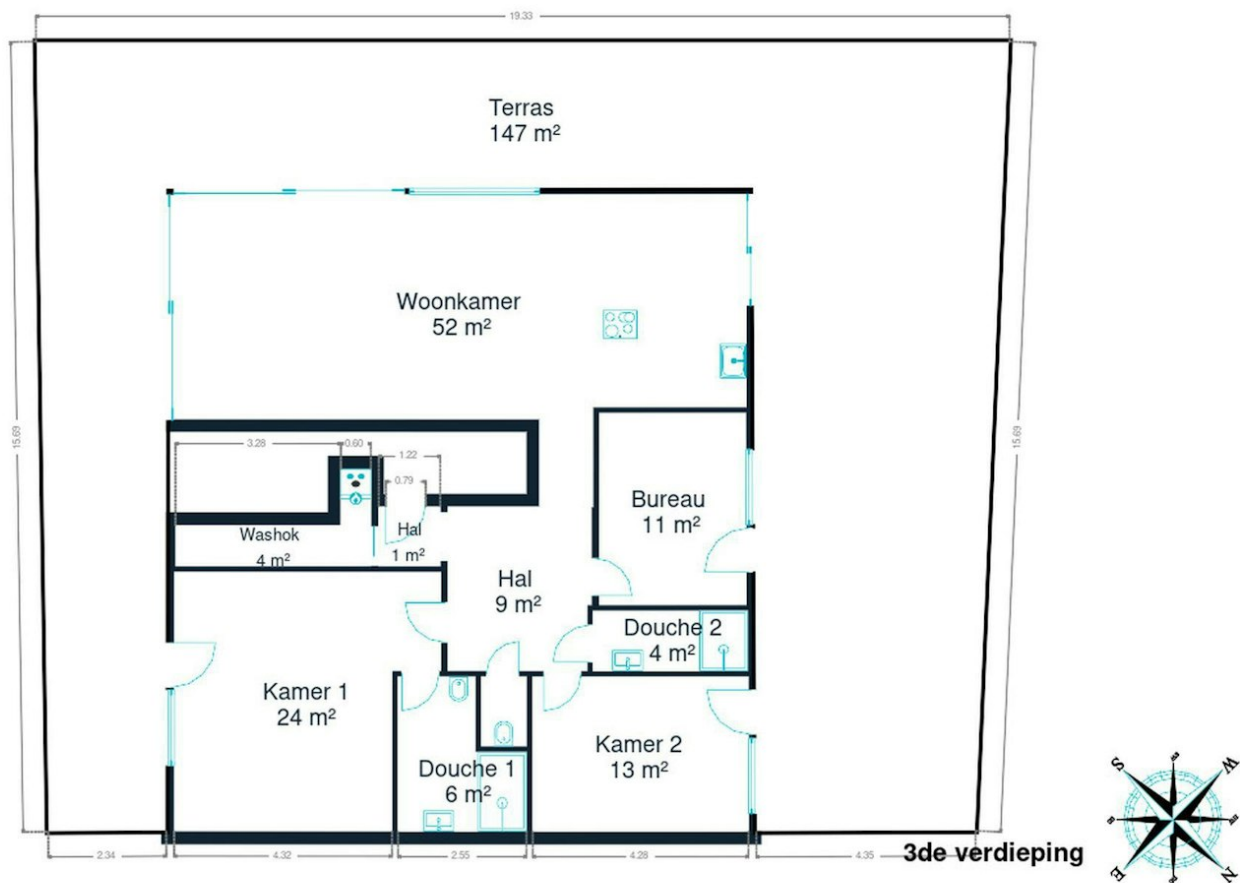 19.33
Terras
147 m²
15.69
15.69
Woonkamer
52 m²
3.28
0.60
1.22
0.79
Bureau
11 m²
Washok
4 m²
Hal
1 m²
Hal
9 m²
Douche 2
4 m²
Kamer 1
24 m²
Kamer 2
13 m²
Douche 1
6 m²
S
W
E
N
3de verdieping
2.34
4.32
2.55
4.28
4.35